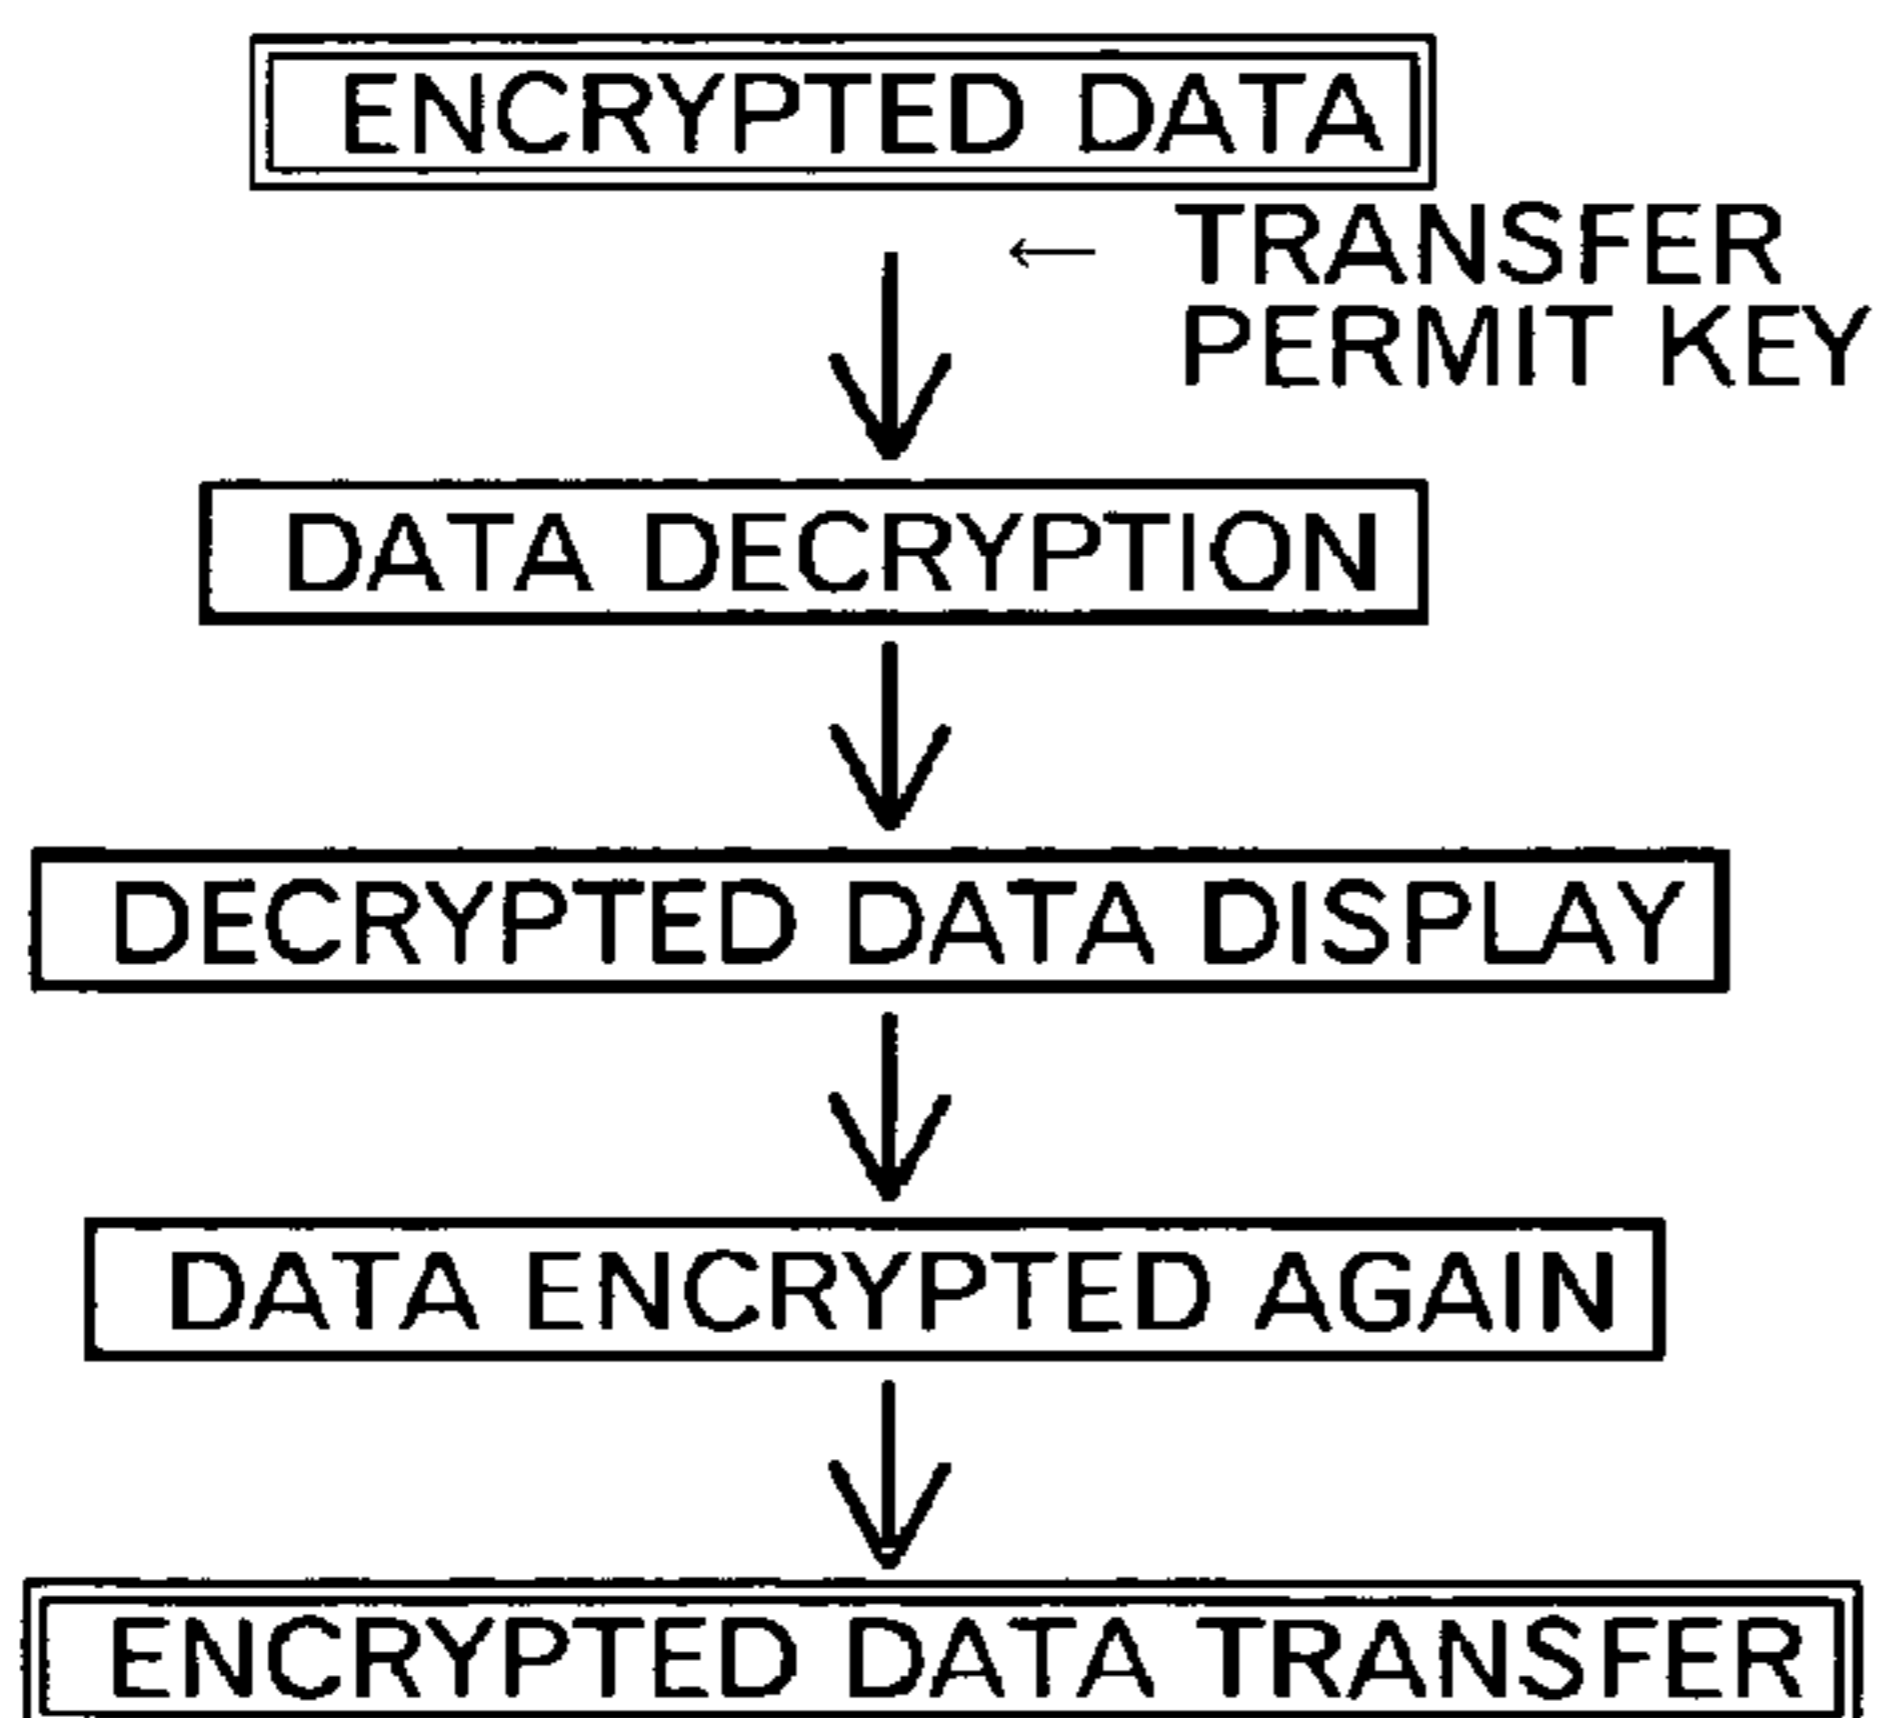 ENCRYPTED DATA
← TRANSFER
PERMIT KEY
DATA DECRYPTION
DECRYPTED DATA DISPLAY
DATA ENCRYPTED AGAIN
ENCRYPTED DATA TRANSFER